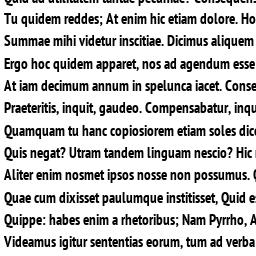 Tu quidem reddes; At enim hic etiam dolore. Ho
Summae mihi videtur inscitiae. Dicimus aliquem
Ergo hoc quidem apparet, nos ad agendum esse
At iam decimum annum in spelunca iacet. Conse
Praeteritis, inquit, gaudeo. Compensabatur, inqu
Quamquam tu hanc copiosiorem etiam soles dice
Quis negat? Utram tandem linguam nescio? Hic
Aliter enim nosmet ipsos nosse non possumus.
Quae cum dixisset paulumque institisset, Quid es
Quippe: habes enim a rhetoribus; Nam Pyrrho, A
Videamus igitur sententias eorum, tum ad verba